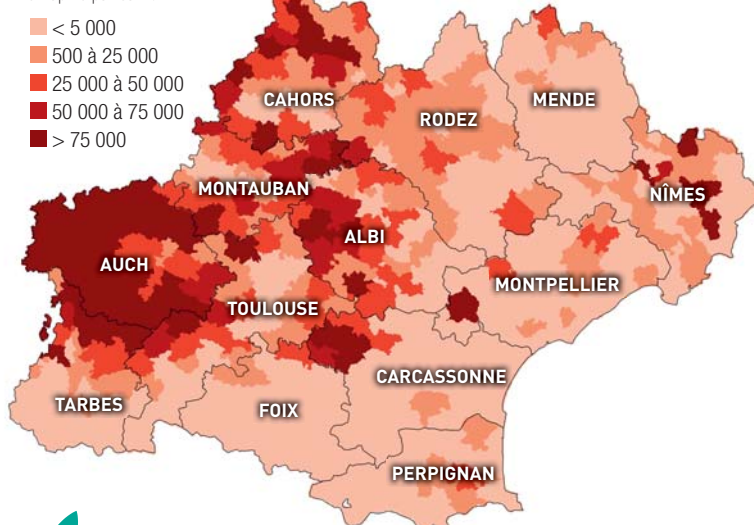 < 5 000
500 à 25 000
25 000 à 50 000
50 000 à 75 000
> 75 000
CAHORS
MENDE
RODEZ
MONTAUBAN
NÎMES
ALBI
AUCH
MONTPELLIER
TOULOUSE
CARCASSONNE
TARBES
FOIX
PERPIGNAN